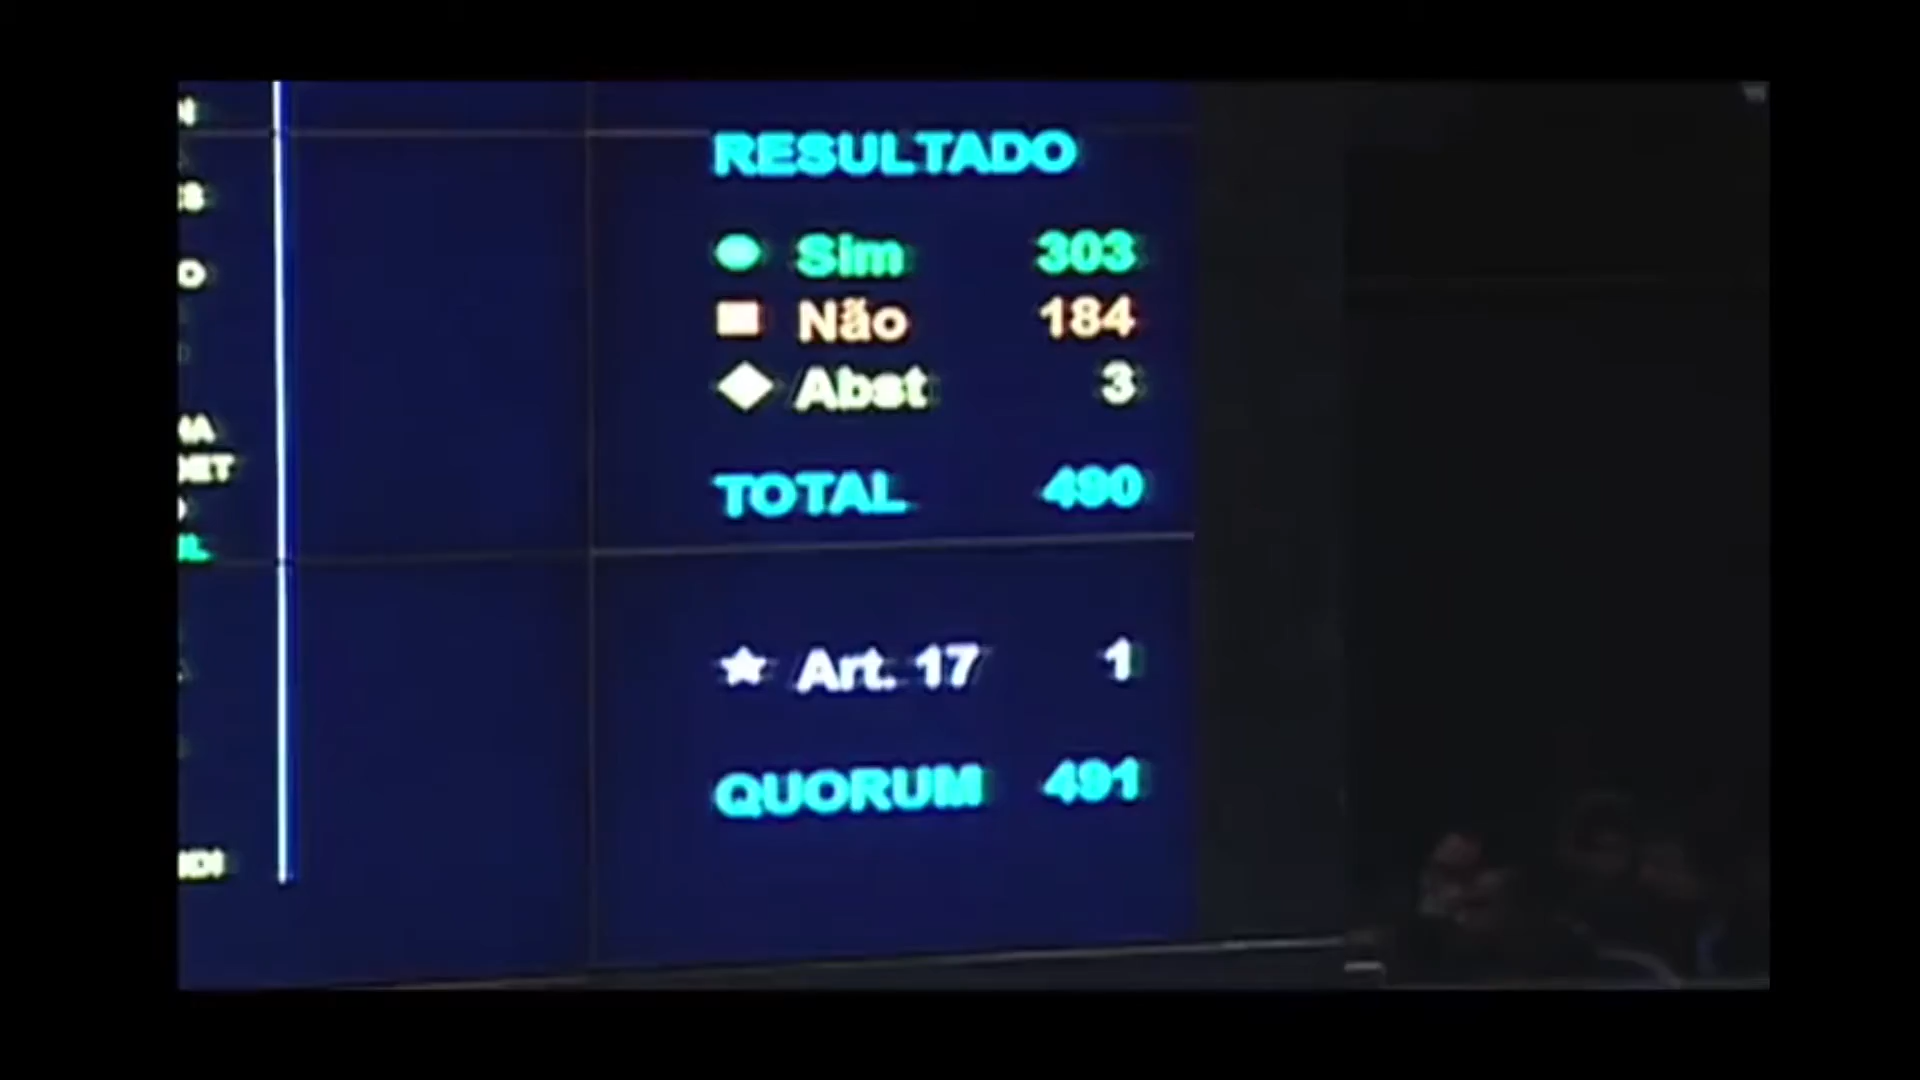 RESULTADO
Sim 303
Não 184
Abst 3
TOTAL 490
Art. 17 1
QUORUM 491